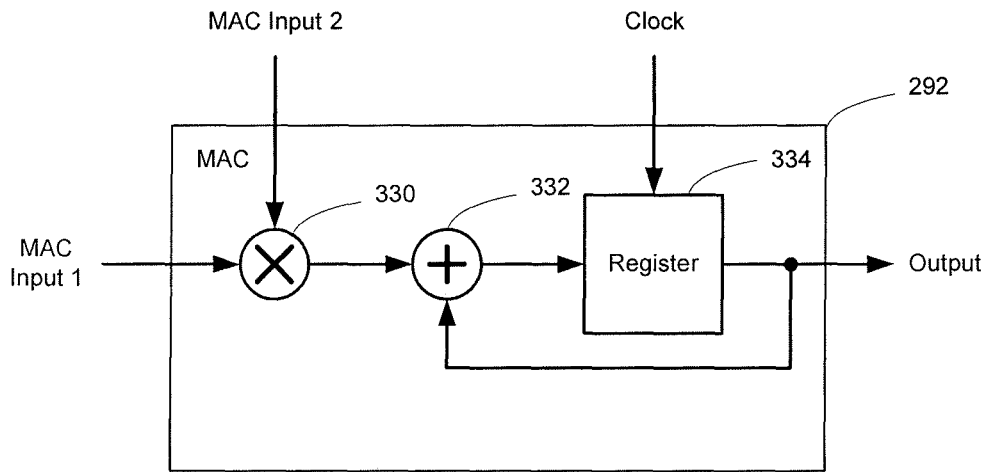 MAC Input 2
Clock
292
MAC
330
332
334
MAC
Input 1
Register
Output